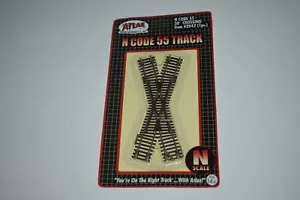 ATLAS
N CODE 55
30° CROSSING
Item #2042 (1pc.)
N CODE 55 TRACK
N
SCALE
"You're On The Right Track ...With Atlas!"